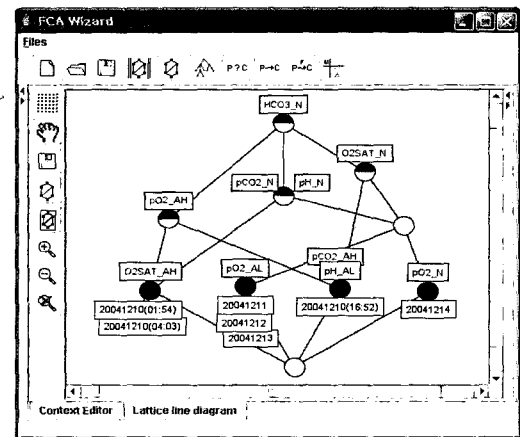 FCA Wizard
Files
P?C P→C
HCO3_N
O2SAT_N
pCO2_N pH_N
pO2_AH
pCO2_AH
O2SAT_AH pO2_AL pH_AL pO2_N
20041210(01:54) 20041211 20041210(16:52) 20041214
20041210(04:03) 20041212
20041213
Context Editor Lattice line diagram